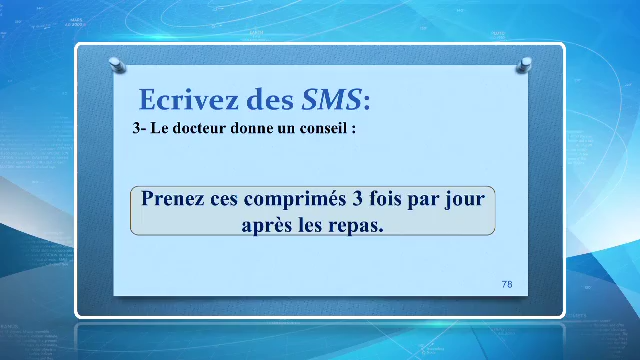 Ecrivez des SMS:
3- Le docteur donne un conseil :
Prenez ces comprimés 3 fois par jour
après les repas.
78